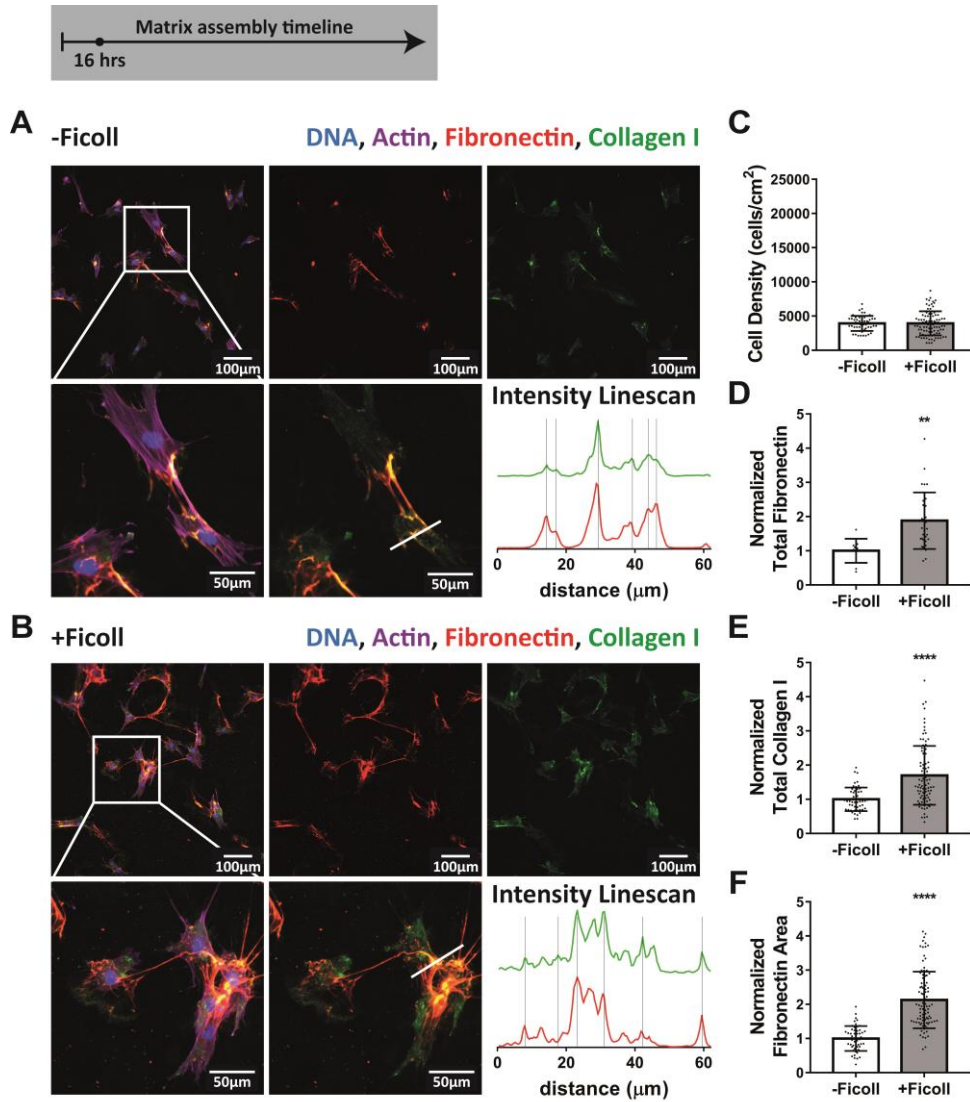 Matrix assembly timeline
16 hrs
A
-Ficoll
DNA, Actin, Fibronectin, Collagen I
100µm
100µm
100µm
50µm
50µm
Intensity Linescan
0 20 40 60
distance (µm)
B
+Ficoll
DNA, Actin, Fibronectin, Collagen I
100µm
100µm
100µm
50µm
50µm
Intensity Linescan
0 20 40 60
distance (µm)
C
Cell Density (cells/cm²)
25000
20000
15000
10000
5000
0
-Ficoll +Ficoll
D
Normalized
Total Fibronectin
5
4
3
2
1
0
**
-Ficoll +Ficoll
E
Normalized
Total Collagen I
5
4
3
2
1
0
****
-Ficoll +Ficoll
F
Normalized
Fibronectin Area
5
4
3
2
1
0
****
-Ficoll +Ficoll